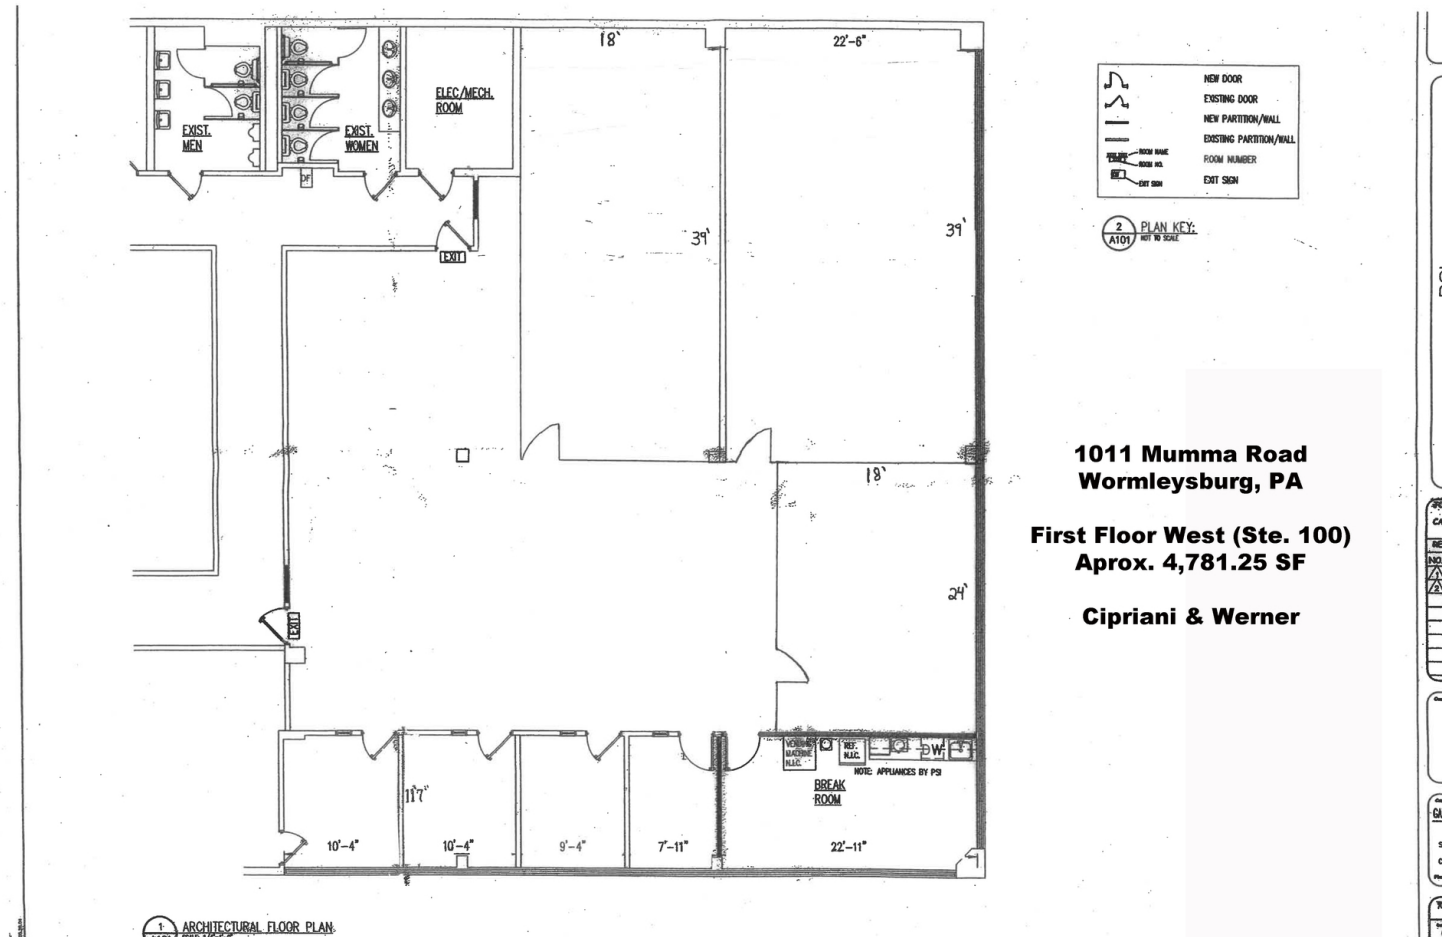 18'
22'-6"
NEW DOOR
EXISTING DOOR
NEW PARTITION/WALL
EXISTING PARTITION/WALL
ROOM NAME
ROOM NO.
ROOM NUMBER
EXIT SIGN
EXIT SIGN
2
A101
PLAN KEY:
NOT TO SCALE
ELEC/MECH.
ROOM
EXIST.
MEN
EXIST.
WOMEN
DF
EXIT
39'
39'
18'
24'
EXIT
1011 Mumma Road
Wormleysburg, PA
First Floor West (Ste. 100)
Aprox. 4,781.25 SF
Cipriani & Werner
VENDING
MACHINE
N.I.C.
REF.
N.I.C.
DW
NOTE: APPLIANCES BY PSI
BREAK
ROOM
11'7"
10'-4"
10'-4"
9'-4"
7'-11"
22'-11"
1
ARCHITECTURAL FLOOR PLAN